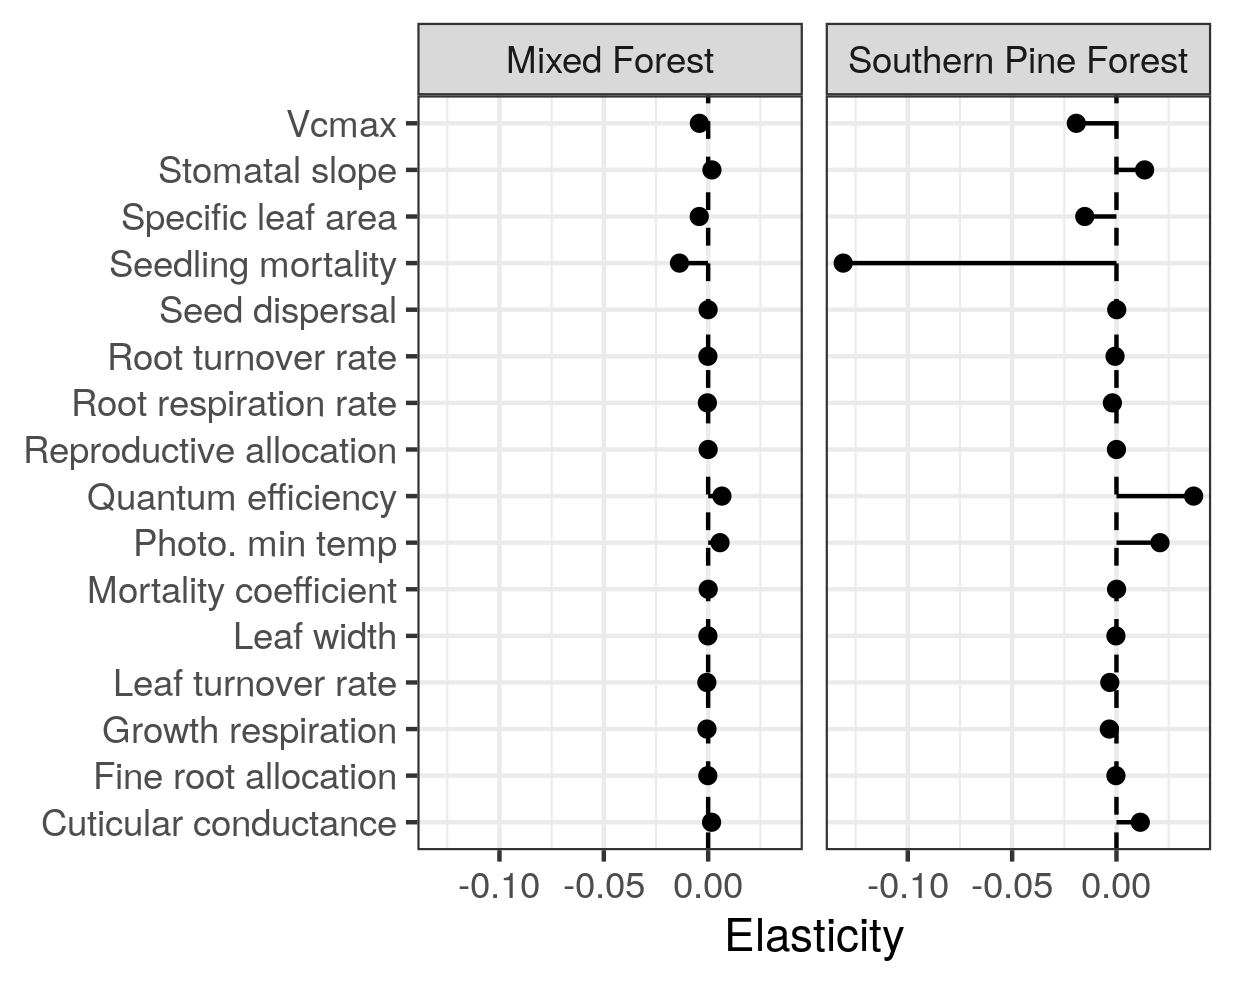 Mixed Forest
Southern Pine Forest
Vcmax
Stomatal slope
Specific leaf area
Seedling mortality
Seed dispersal
Root turnover rate
Root respiration rate
Reproductive allocation
Quantum efficiency
Photo. min temp
Mortality coefficient
Leaf width
Leaf turnover rate
Growth respiration
Fine root allocation
Cuticular conductance
-0.10 -0.05 0.00
-0.10 -0.05 0.00
Elasticity